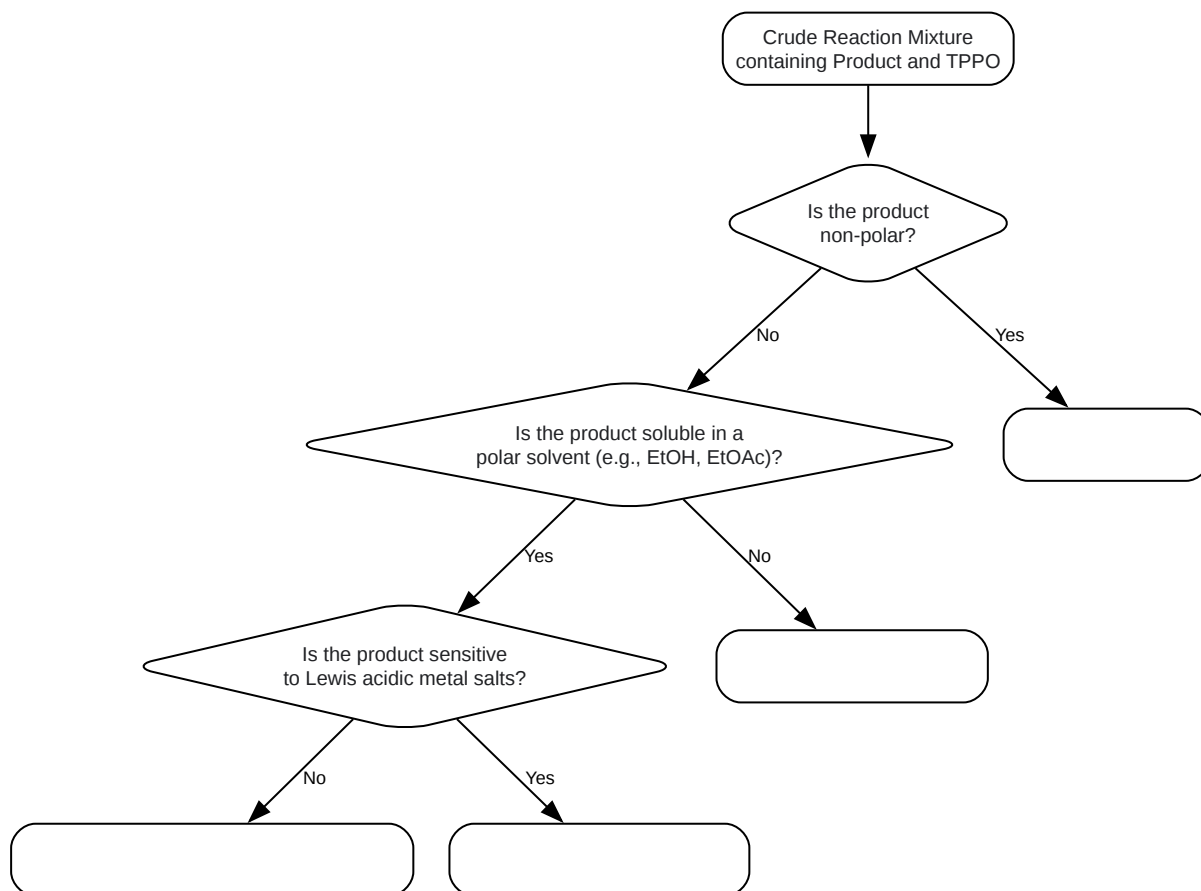 Crude Reaction Mixture
containing Product and TPPO
Is the product
non-polar?
No
Yes
Is the product soluble in a
polar solvent (e.g., EtOH, EtOAc)?
Yes
No
Is the product sensitive
to Lewis acidic metal salts?
No
Yes